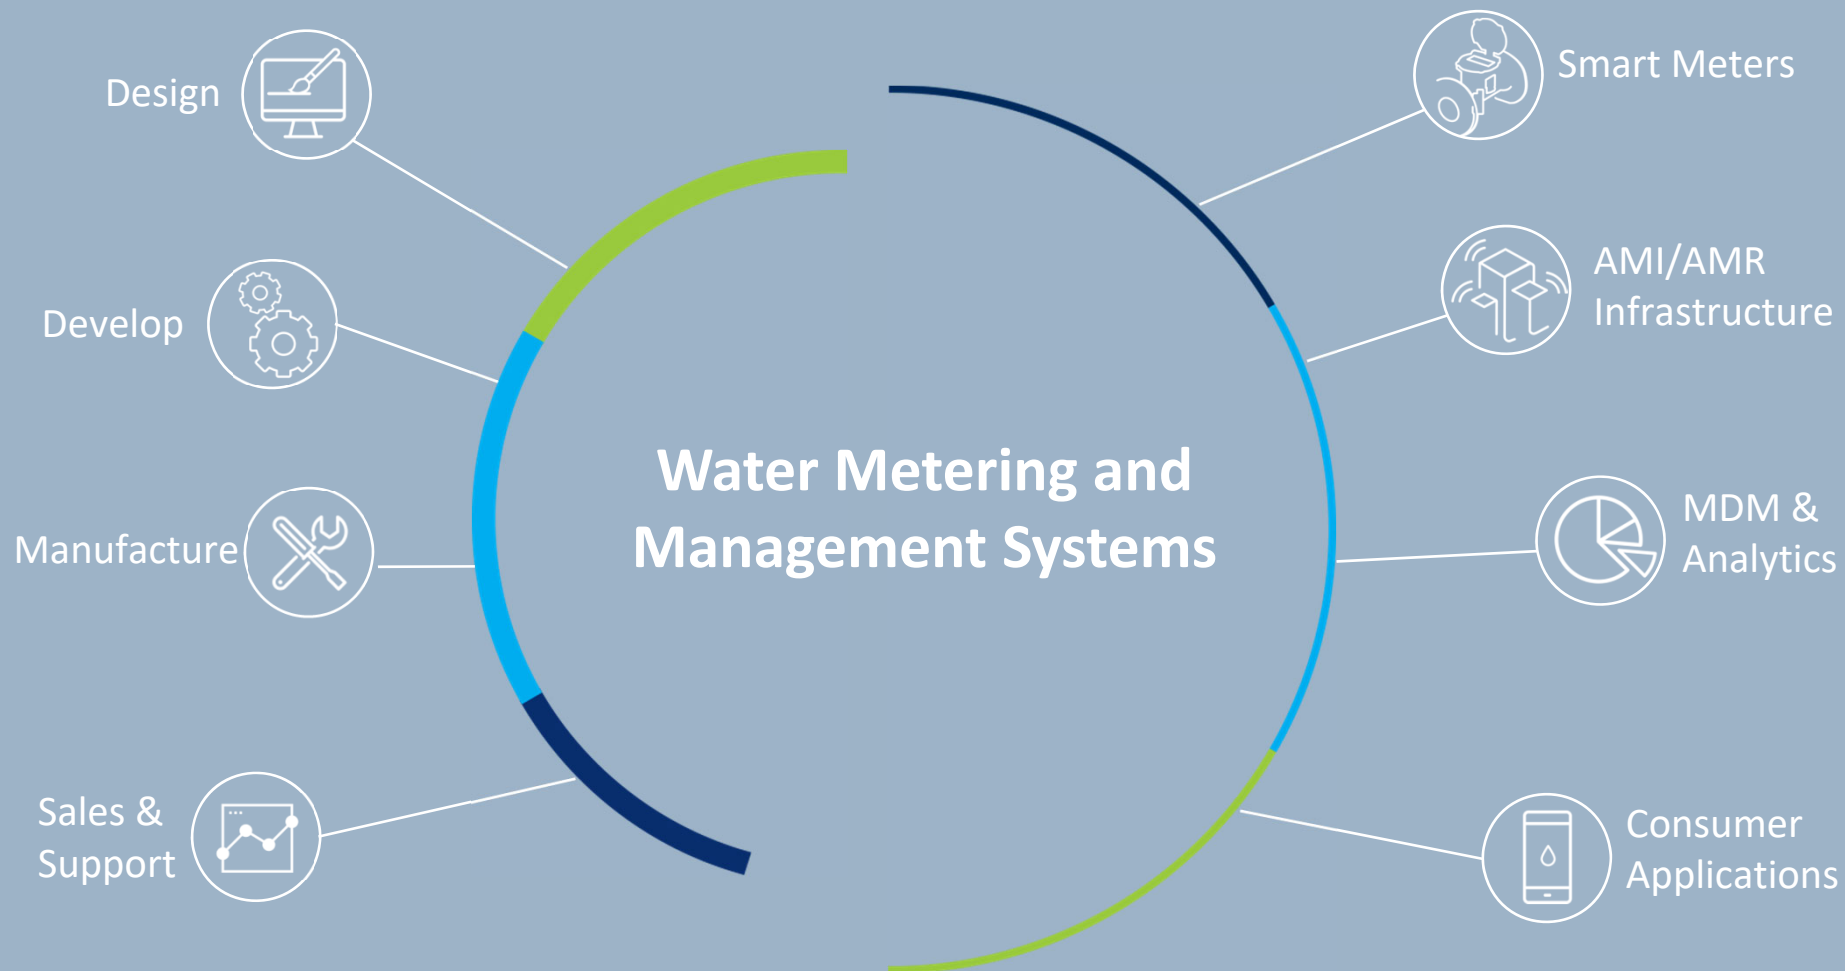 Design
Develop
Manufacture
Sales &
Support
Water Metering and
Management Systems
Smart Meters
AMI/AMR
Infrastructure
MDM &
Analytics
Consumer
Applications